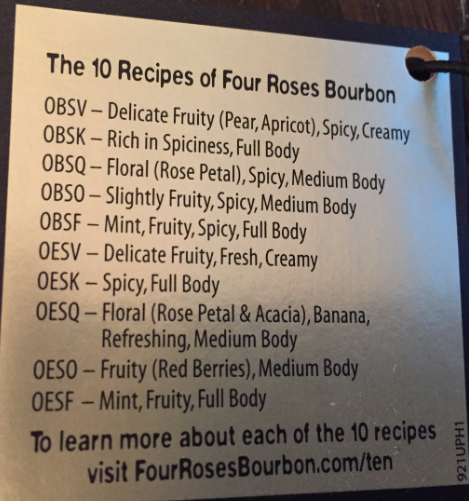 The 10 Recipes of Four Roses Bourbon
OBSV – Delicate Fruity (Pear, Apricot), Spicy, Creamy
OBSK – Rich in Spiciness, Full Body
OBSQ – Floral (Rose Petal), Spicy, Medium Body
OBSO – Slightly Fruity, Spicy, Medium Body
OBSF – Mint, Fruity, Spicy, Full Body
OESV – Delicate Fruity, Fresh, Creamy
OESK – Spicy, Full Body
OESQ – Floral (Rose Petal & Acacia), Banana,
Refreshing, Medium Body
OESO – Fruity (Red Berries), Medium Body
OESF – Mint, Fruity, Full Body
To learn more about each of the 10 recipes
visit FourRosesBourbon.com/ten
921UPH1